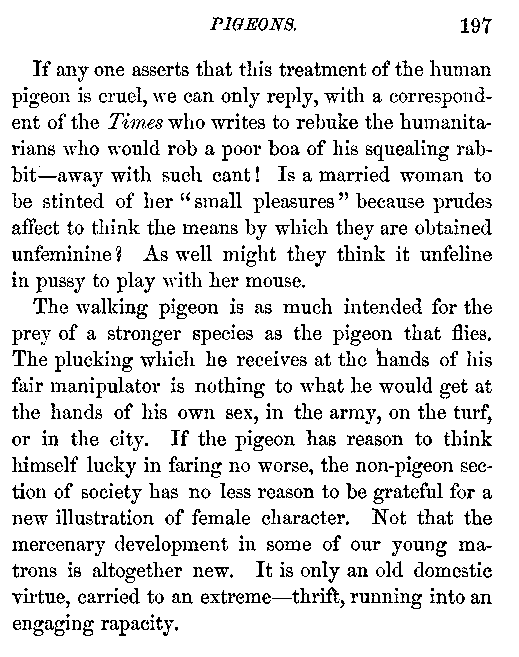 PIGEONS. 197
If any one asserts that this treatment of the human
pigeon is cruel, we can only reply, with a correspond-
ent of the Times who writes to rebuke the humanita-
rians who would rob a poor boa of his squealing rab-
bit—away with such cant! Is a married woman to
be stinted of her "small pleasures" because prudes
affect to think the means by which they are obtained
unfeminine? As well might they think it unfeline
in pussy to play with her mouse.
The walking pigeon is as much intended for the
prey of a stronger species as the pigeon that flies.
The plucking which he receives at the hands of his
fair manipulator is nothing to what he would get at
the hands of his own sex, in the army, on the turf,
or in the city. If the pigeon has reason to think
himself lucky in faring no worse, the non-pigeon sec-
tion of society has no less reason to be grateful for a
new illustration of female character. Not that the
mercenary development in some of our young ma-
trons is altogether new. It is only an old domestic
virtue, carried to an extreme—thrift, running into an
engaging rapacity.